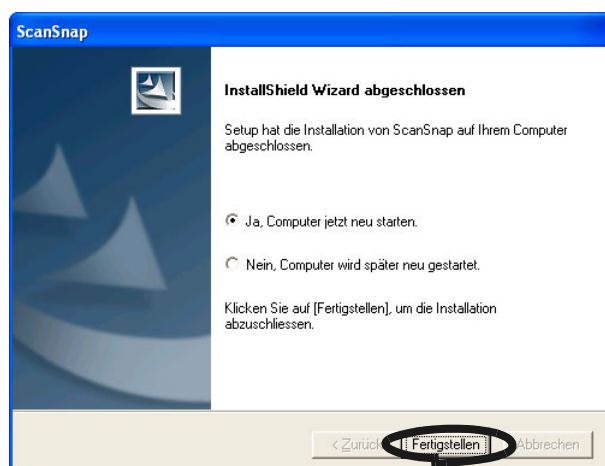 ScanSnap
InstallShield Wizard abgeschlossen
Setup hat die Installation von ScanSnap auf Ihrem Computer
abgeschlossen.
Ja, Computer jetzt neu starten.
Nein, Computer wird später neu gestartet.
Klicken Sie auf [Fertigstellen], um die Installation
abzuschliessen.
< Zurück Fertigstellen Abbrechen